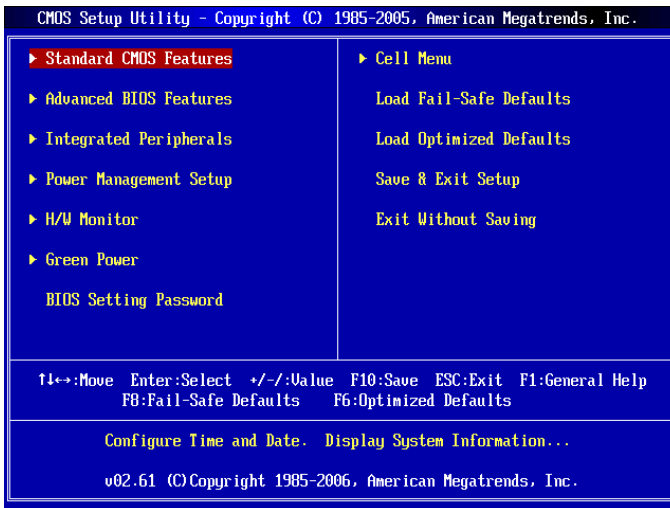 CMOS Setup Utility - Copyright (C) 1985-2005, American Megatrends, Inc.
▶ Standard CMOS Features
▶ Advanced BIOS Features
▶ Integrated Peripherals
▶ Power Management Setup
▶ H/W Monitor
▶ Green Power
BIOS Setting Password
▶ Cell Menu
Load Fail-Safe Defaults
Load Optimized Defaults
Save & Exit Setup
Exit Without Saving
↑↓↔:Move Enter:Select +/-/:Value F10:Save ESC:Exit F1:General Help
F8:Fail-Safe Defaults F6:Optimized Defaults
Configure Time and Date. Display System Information...
v02.61 (C)Copyright 1985-2006, American Megatrends, Inc.